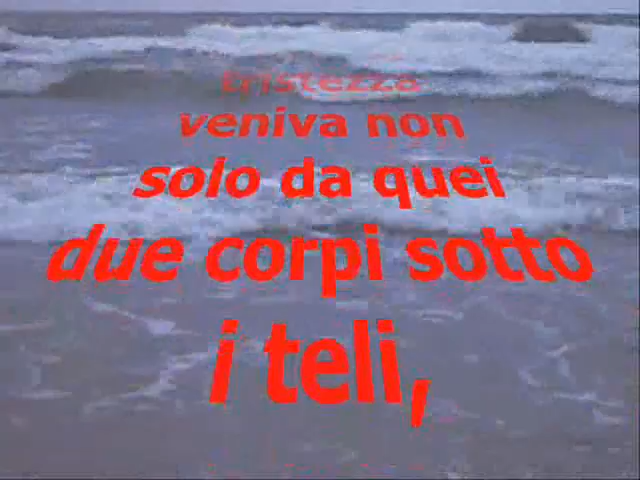 tristezza
veniva non
solo da quei
due corpi sotto
i teli,